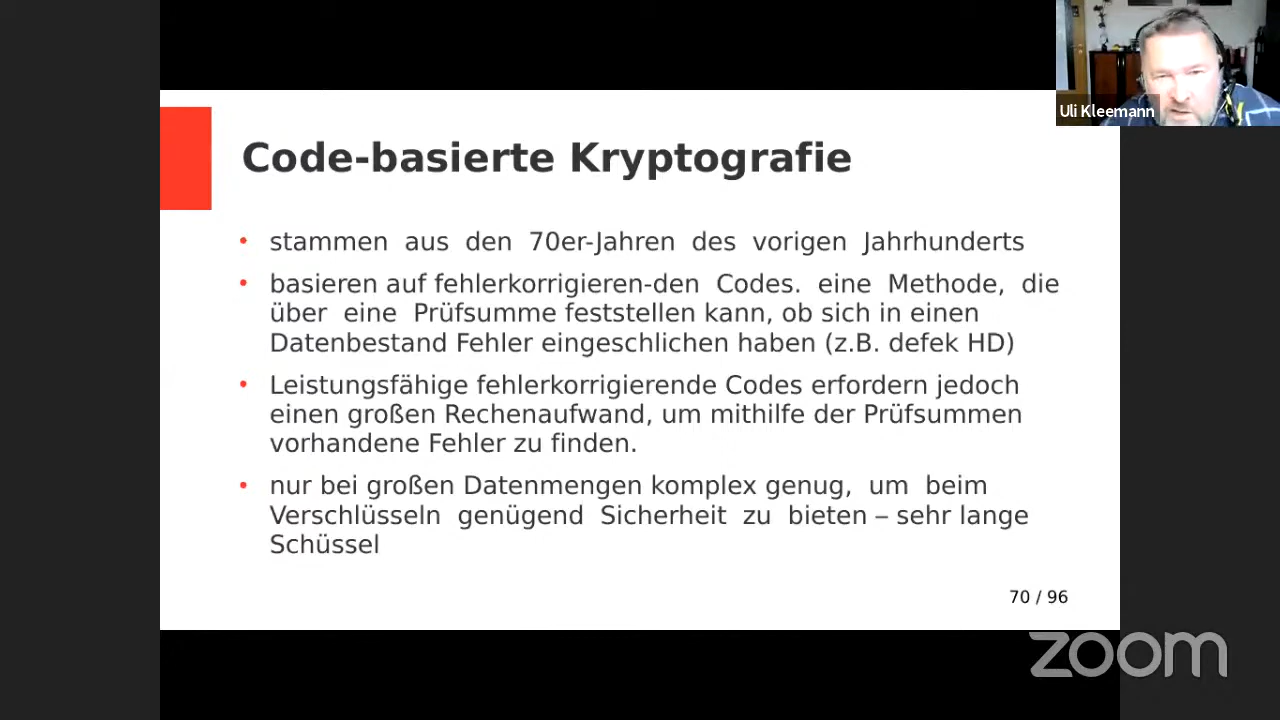 Uli Kleemann
Code-basierte Kryptografie
• stammen aus den 70er-Jahren des vorigen Jahrhunderts
• basieren auf fehlerkorrigieren-den Codes. eine Methode, die
über eine Prüfsumme feststellen kann, ob sich in einen
Datenbestand Fehler eingeschlichen haben (z.B. defek HD)
• Leistungsfähige fehlerkorrigierende Codes erfordern jedoch
einen großen Rechenaufwand, um mithilfe der Prüfsummen
vorhandene Fehler zu finden.
• nur bei großen Datenmengen komplex genug, um beim
Verschlüsseln genügend Sicherheit zu bieten – sehr lange
Schüssel
70 / 96
zoom